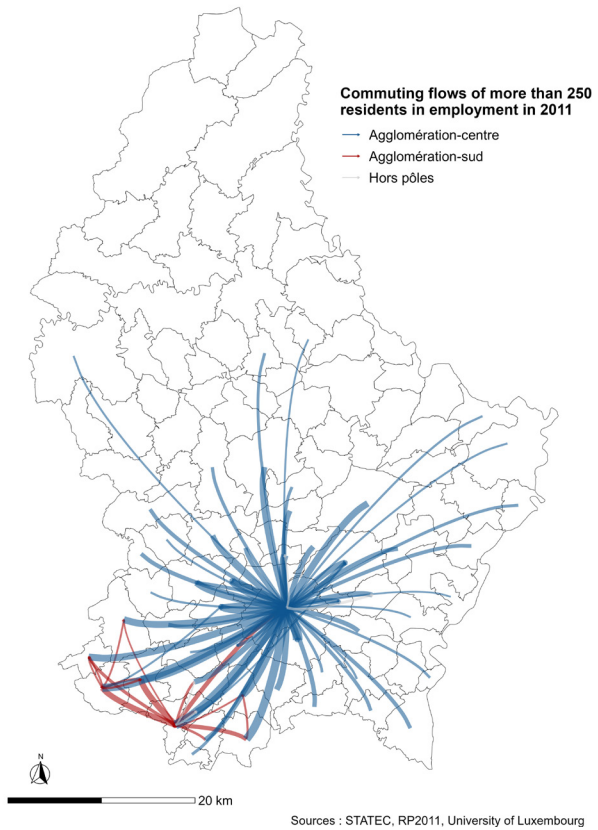 Commuting flows of more than 250
residents in employment in 2011
Agglomération-centre
Agglomération-sud
Hors pôles
N
20 km
Sources : STATEC, RP2011, University of Luxembourg